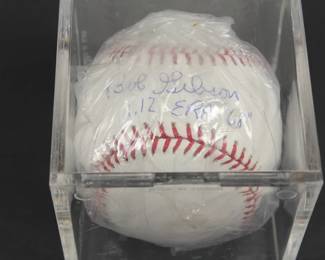 Bob Gibson
1.12 ERA "68"